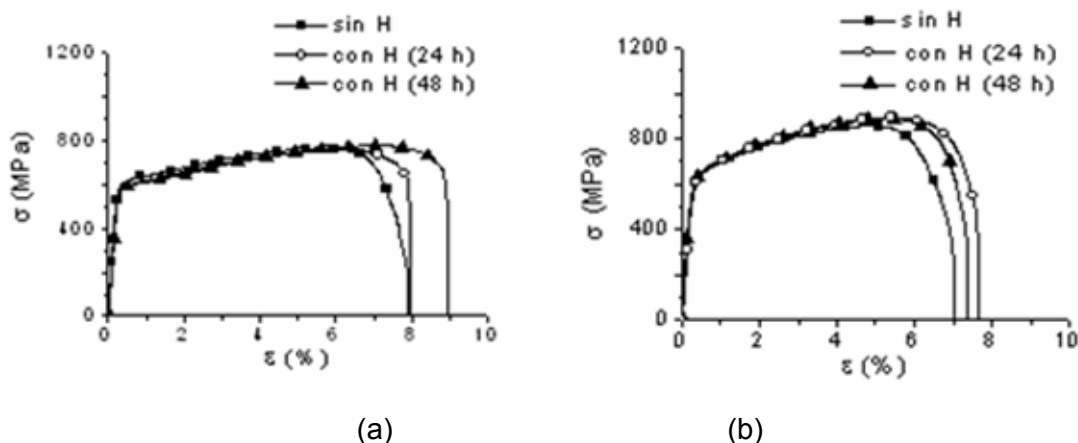 sin H
con H (24 h)
con H (48 h)
1200
800
400
0
σ (MPa)
0 2 4 6 8 10
ε (%)
(a)
sin H
con H (24 h)
con H (48 h)
1200
800
400
0
σ (MPa)
0 2 4 6 8 10
ε (%)
(b)